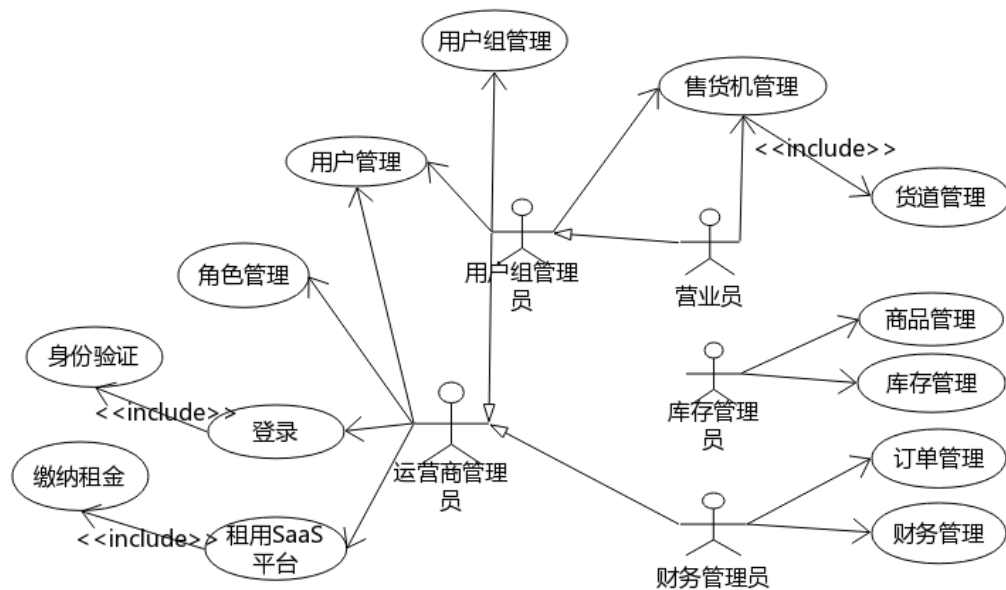 用户组管理
售货机管理
用户管理
<<include>>
货道管理
角色管理
用户组管理
员
营业员
商品管理
身份验证
库存管理
<<include>>
登录
库存管理
员
订单管理
缴纳租金
运营商管理
员
<<include>>
租用SaaS
平台
财务管理
财务管理员